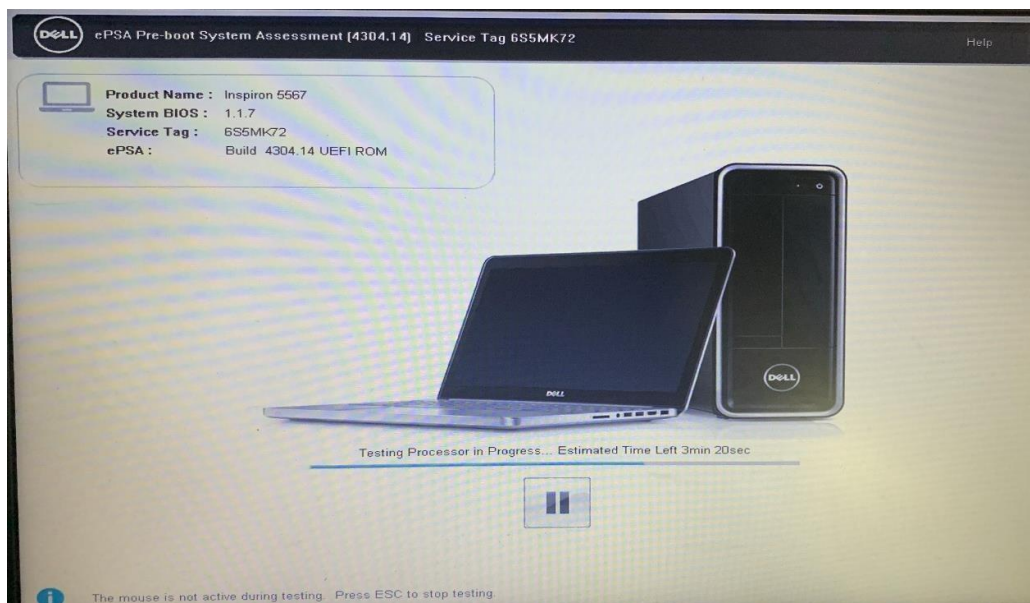 DELL ePSA Pre-boot System Assessment (4304.14) Service Tag 6S5MK72
Help
Product Name : Inspiron 5567
System BIOS : 1.1.7
Service Tag : 6S5MK72
ePSA : Build 4304.14 UEFI ROM
DELL
DELL
Testing Processor in Progress... Estimated Time Left 3min 20sec
i The mouse is not active during testing. Press ESC to stop testing.